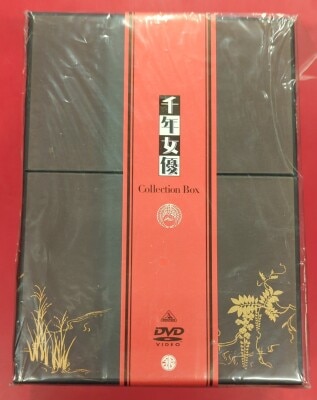 千年女優
Collection Box
DVD
VIDEO